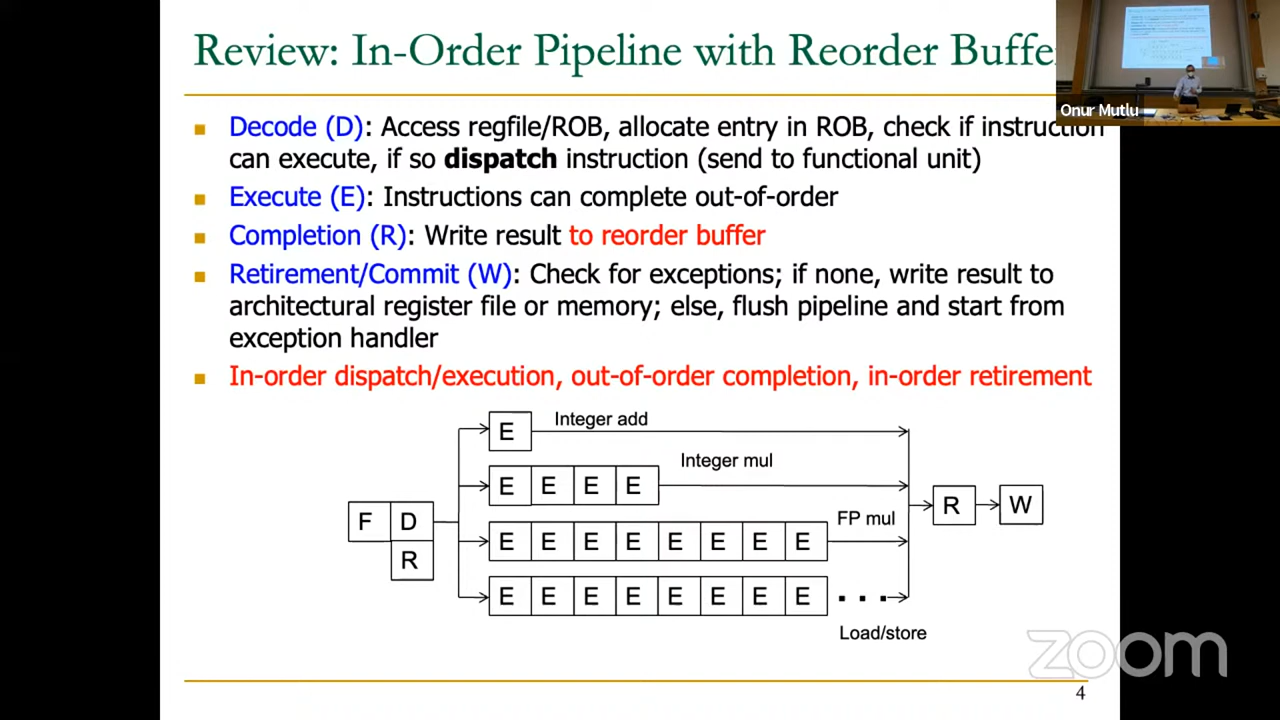 Review: In-Order Pipeline with Reorder Buffe
Onur Mutlu
Decode (D): Access regfile/ROB, allocate entry in ROB, check if instruction
can execute, if so dispatch instruction (send to functional unit)
Execute (E): Instructions can complete out-of-order
Completion (R): Write result to reorder buffer
Retirement/Commit (W): Check for exceptions; if none, write result to
architectural register file or memory; else, flush pipeline and start from
exception handler
In-order dispatch/execution, out-of-order completion, in-order retirement
E Integer add
E E E E Integer mul
F D
R
E E E E E E E E FP mul
R W
E E E E E E E E . . .
Load/store
zoom
4